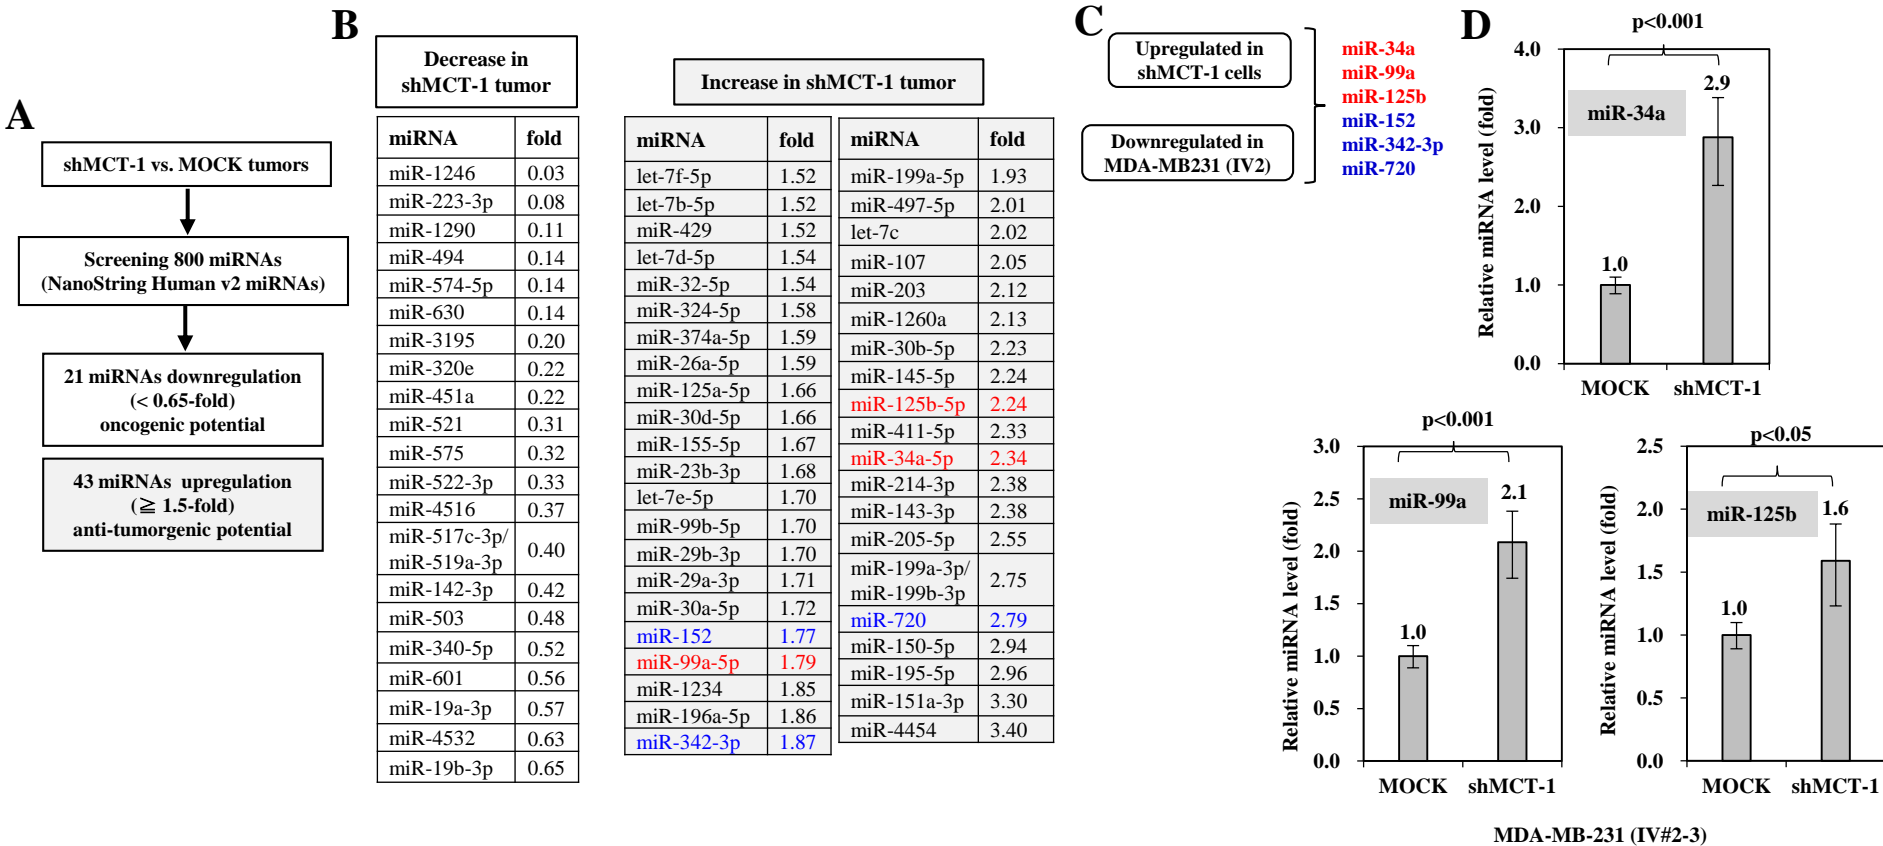 A
shMCT-1 vs. MOCK tumors
Screening 800 miRNAs
(NanoString Human v2 miRNAs)
21 miRNAs downregulation
(< 0.65-fold)
oncogenic potential
43 miRNAs upregulation
(≧ 1.5-fold)
anti-tumorgenic potential
B
Decrease in
shMCT-1 tumor
miRNA fold
miR-1246 0.03
miR-223-3p 0.08
miR-1290 0.11
miR-494 0.14
miR-574-5p 0.14
miR-630 0.14
miR-3195 0.20
miR-320e 0.22
miR-451a 0.22
miR-521 0.31
miR-575 0.32
miR-522-3p 0.33
miR-4516 0.37
miR-517c-3p/
miR-519a-3p 0.40
miR-142-3p 0.42
miR-503 0.48
miR-340-5p 0.52
miR-601 0.56
miR-19a-3p 0.57
miR-4532 0.63
miR-19b-3p 0.65
Increase in shMCT-1 tumor
miRNA fold
let-7f-5p 1.52
let-7b-5p 1.52
miR-429 1.52
let-7d-5p 1.54
miR-32-5p 1.54
miR-324-5p 1.58
miR-374a-5p 1.59
miR-26a-5p 1.59
miR-125a-5p 1.66
miR-30d-5p 1.66
miR-155-5p 1.67
miR-23b-3p 1.68
let-7e-5p 1.70
miR-99b-5p 1.70
miR-29b-3p 1.70
miR-29a-3p 1.71
miR-30a-5p 1.72
miR-152 1.77
miR-99a-5p 1.79
miR-1234 1.85
miR-196a-5p 1.86
miR-342-3p 1.87
miRNA fold
miR-199a-5p 1.93
miR-497-5p 2.01
let-7c 2.02
miR-107 2.05
miR-203 2.12
miR-1260a 2.13
miR-30b-5p 2.23
miR-145-5p 2.24
miR-125b-5p 2.24
miR-411-5p 2.33
miR-34a-5p 2.34
miR-214-3p 2.38
miR-143-3p 2.38
miR-205-5p 2.55
miR-199a-3p/
miR-199b-3p 2.75
miR-720 2.79
miR-150-5p 2.94
miR-195-5p 2.96
miR-151a-3p 3.30
miR-4454 3.40
C
Upregulated in
shMCT-1 cells
Downregulated in
MDA-MB231 (IV2)
miR-34a
miR-99a
miR-125b
miR-152
miR-342-3p
miR-720
D
p<0.001
Relative miRNA level (fold)
4.0
3.0
2.0
1.0
0.0
miR-34a
1.0
2.9
MOCK shMCT-1
p<0.001
Relative miRNA level (fold)
3.0
2.5
2.0
1.5
1.0
0.5
0.0
miR-99a
1.0
2.1
MOCK shMCT-1
p<0.05
Relative miRNA level (fold)
2.5
2.0
1.5
1.0
0.5
0.0
miR-125b
1.0
1.6
MOCK shMCT-1
MDA-MB-231 (IV#2-3)